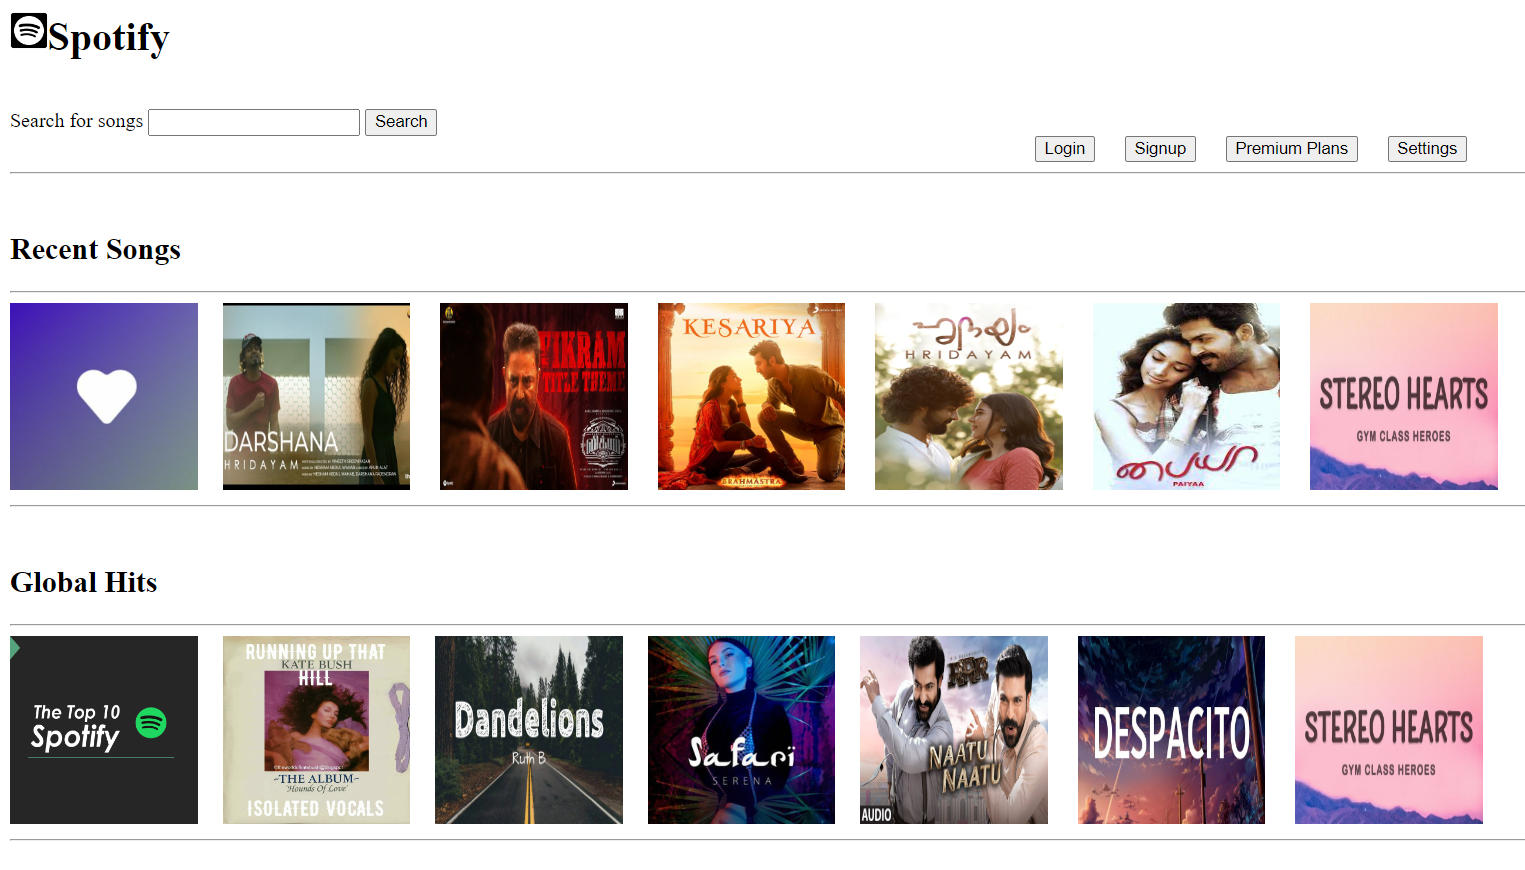 Spotify
Search for songs Search
Login Signup Premium Plans Settings
Recent Songs
DARSHANA
HRIDAYAM
VIKRAM
TITLE THEME
விக்ரம்
KESARIYA
BRAHMASTRA
ഹൃദയം
HRIDAYAM
பையா
PAIYAA
STEREO HEARTS
GYM CLASS HEROES
Global Hits
The Top 10
Spotify
RUNNING UP THAT
KATE BUSH
HILL
~THE ALBUM~
'Hounds Of Love'
ISOLATED VOCALS
Dandelions
Ruth B
Safari
SERENA
RRR
NAATU
NAATU
AUDIO
DESPACITO
STEREO HEARTS
GYM CLASS HEROES